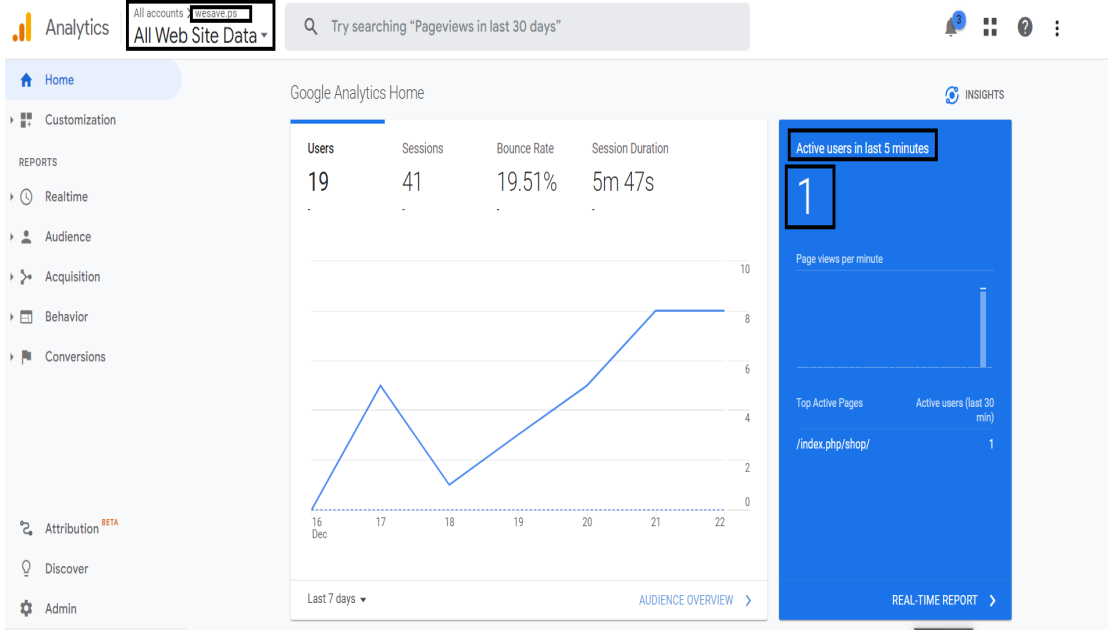 Analytics
All accounts > wesave.ps
All Web Site Data
Try searching “Pageviews in last 30 days”
3
Home
Customization
REPORTS
Realtime
Audience
Acquisition
Behavior
Conversions
Attribution BETA
Discover
Admin
Google Analytics Home
INSIGHTS
Users Sessions Bounce Rate Session Duration
19 41 19.51% 5m 47s
- - - -
10
8
6
4
2
0
16 17 18 19 20 21 22
Dec
Last 7 days
AUDIENCE OVERVIEW
Active users in last 5 minutes
1
Page views per minute
Top Active Pages Active users (last 30
min)
/index.php/shop/ 1
REAL-TIME REPORT